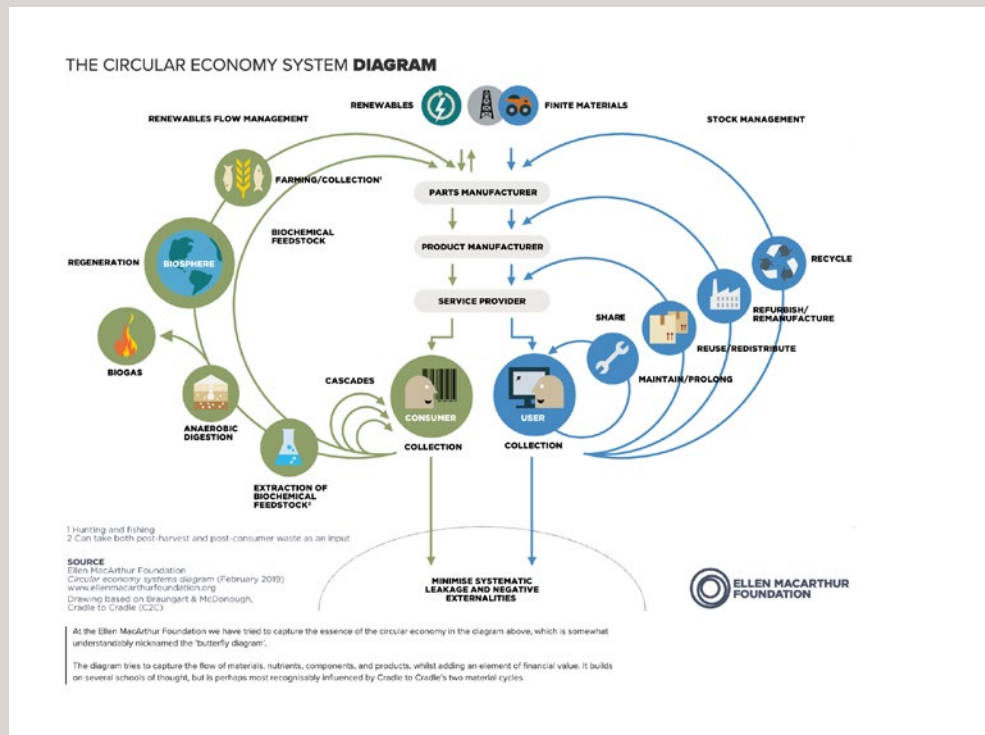 THE CIRCULAR ECONOMY SYSTEM DIAGRAM
RENEWABLES
FINITE MATERIALS
RENEWABLES FLOW MANAGEMENT
STOCK MANAGEMENT
FARMING/COLLECTION¹
PARTS MANUFACTURER
BIOCHEMICAL
FEEDSTOCK
PRODUCT MANUFACTURER
REGENERATION
BIOSPHERE
RECYCLE
SERVICE PROVIDER
REFURBISH/
REMANUFACTURE
SHARE
REUSE/REDISTRIBUTE
BIOGAS
CASCADES
MAINTAIN/PROLONG
CONSUMER
USER
ANAEROBIC
DIGESTION
COLLECTION
COLLECTION
EXTRACTION OF
BIOCHEMICAL
FEEDSTOCK²
1 Hunting and fishing
2 Can take both post-harvest and post-consumer waste as an input
SOURCE
Ellen MacArthur Foundation
Circular economy systems diagram (February 2019)
www.ellenmacarthurfoundation.org
Drawing based on Braungart & McDonough,
Cradle to Cradle (C2C)
MINIMISE SYSTEMATIC
LEAKAGE AND NEGATIVE
EXTERNALITIES
ELLEN MACARTHUR
FOUNDATION
At the Ellen MacArthur Foundation we have tried to capture the essence of the circular economy in the diagram above, which is somewhat
understandably nicknamed the 'butterfly diagram'.
The diagram tries to capture the flow of materials, nutrients, components, and products, whilst adding an element of financial value. It builds
on several schools of thought, but is perhaps most recognisably influenced by Cradle to Cradle's two material cycles.